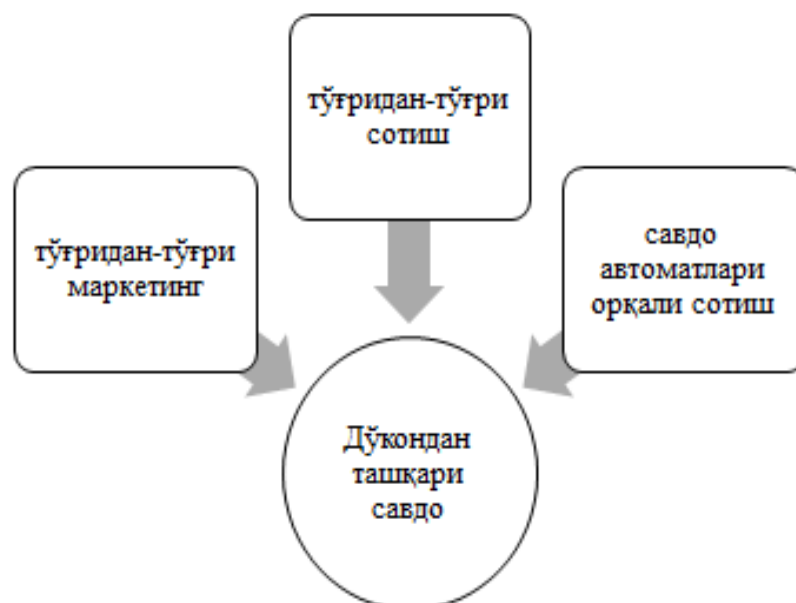 тўғридан-тўғри
сотиш
тўғридан-тўғри
маркетинг
савдо
автоматлари
орқали сотиш
Дўкондан
ташқари
савдо